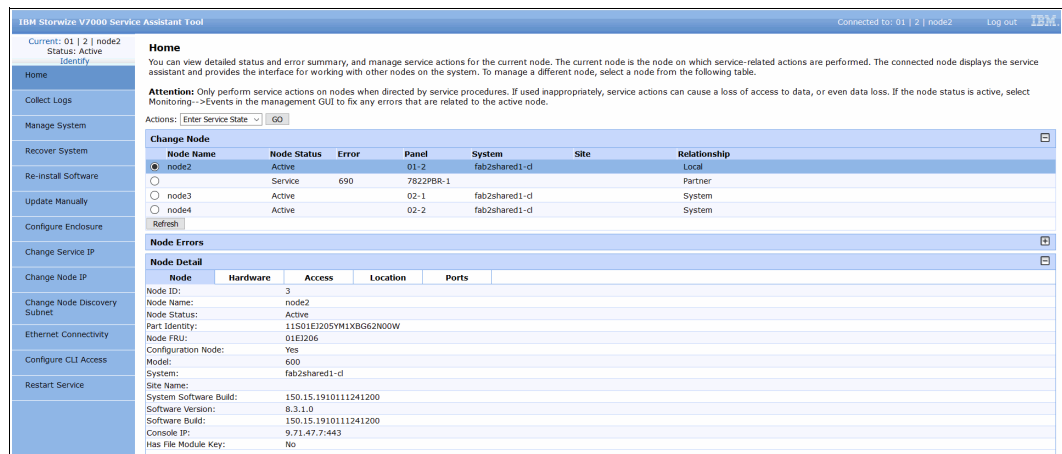 IBM Storwize V7000 Service Assistant Tool
Connected to: 01 | 2 | node2
Log out
IBM.
Current: 01 | 2 | node2
Status: Active
Identify
Home
Collect Logs
Manage System
Recover System
Re-install Software
Update Manually
Configure Enclosure
Change Service IP
Change Node IP
Change Node Discovery
Subnet
Ethernet Connectivity
Configure CLI Access
Restart Service
Home
You can view detailed status and error summary, and manage service actions for the current node. The current node is the node on which service-related actions are performed. The connected node displays the service
assistant and provides the interface for working with other nodes on the system. To manage a different node, select a node from the following table.
Attention: Only perform service actions on nodes when directed by service procedures. If used inappropriately, service actions can cause a loss of access to data, or even data loss. If the node status is active, select
Monitoring-->Events in the management GUI to fix any errors that are related to the active node.
Actions: Enter Service State GO
Change Node
Node Name Node Status Error Panel System Site Relationship
node2 Active 01-2 fab2shared1-cl Local
Service 690 7822PBR-1 Partner
node3 Active 02-1 fab2shared1-cl System
node4 Active 02-2 fab2shared1-cl System
Refresh
Node Errors
Node Detail
Node Hardware Access Location Ports
Node ID: 3
Node Name: node2
Node Status: Active
Part Identity: 11S01EJ205YM1XBG62N00W
Node FRU: 01EJ206
Configuration Node: Yes
Model: 600
System: fab2shared1-cl
Site Name:
System Software Build: 150.15.1910111241200
Software Version: 8.3.1.0
Software Build: 150.15.1910111241200
Console IP: 9.71.47.7:443
Has File Module Key: No